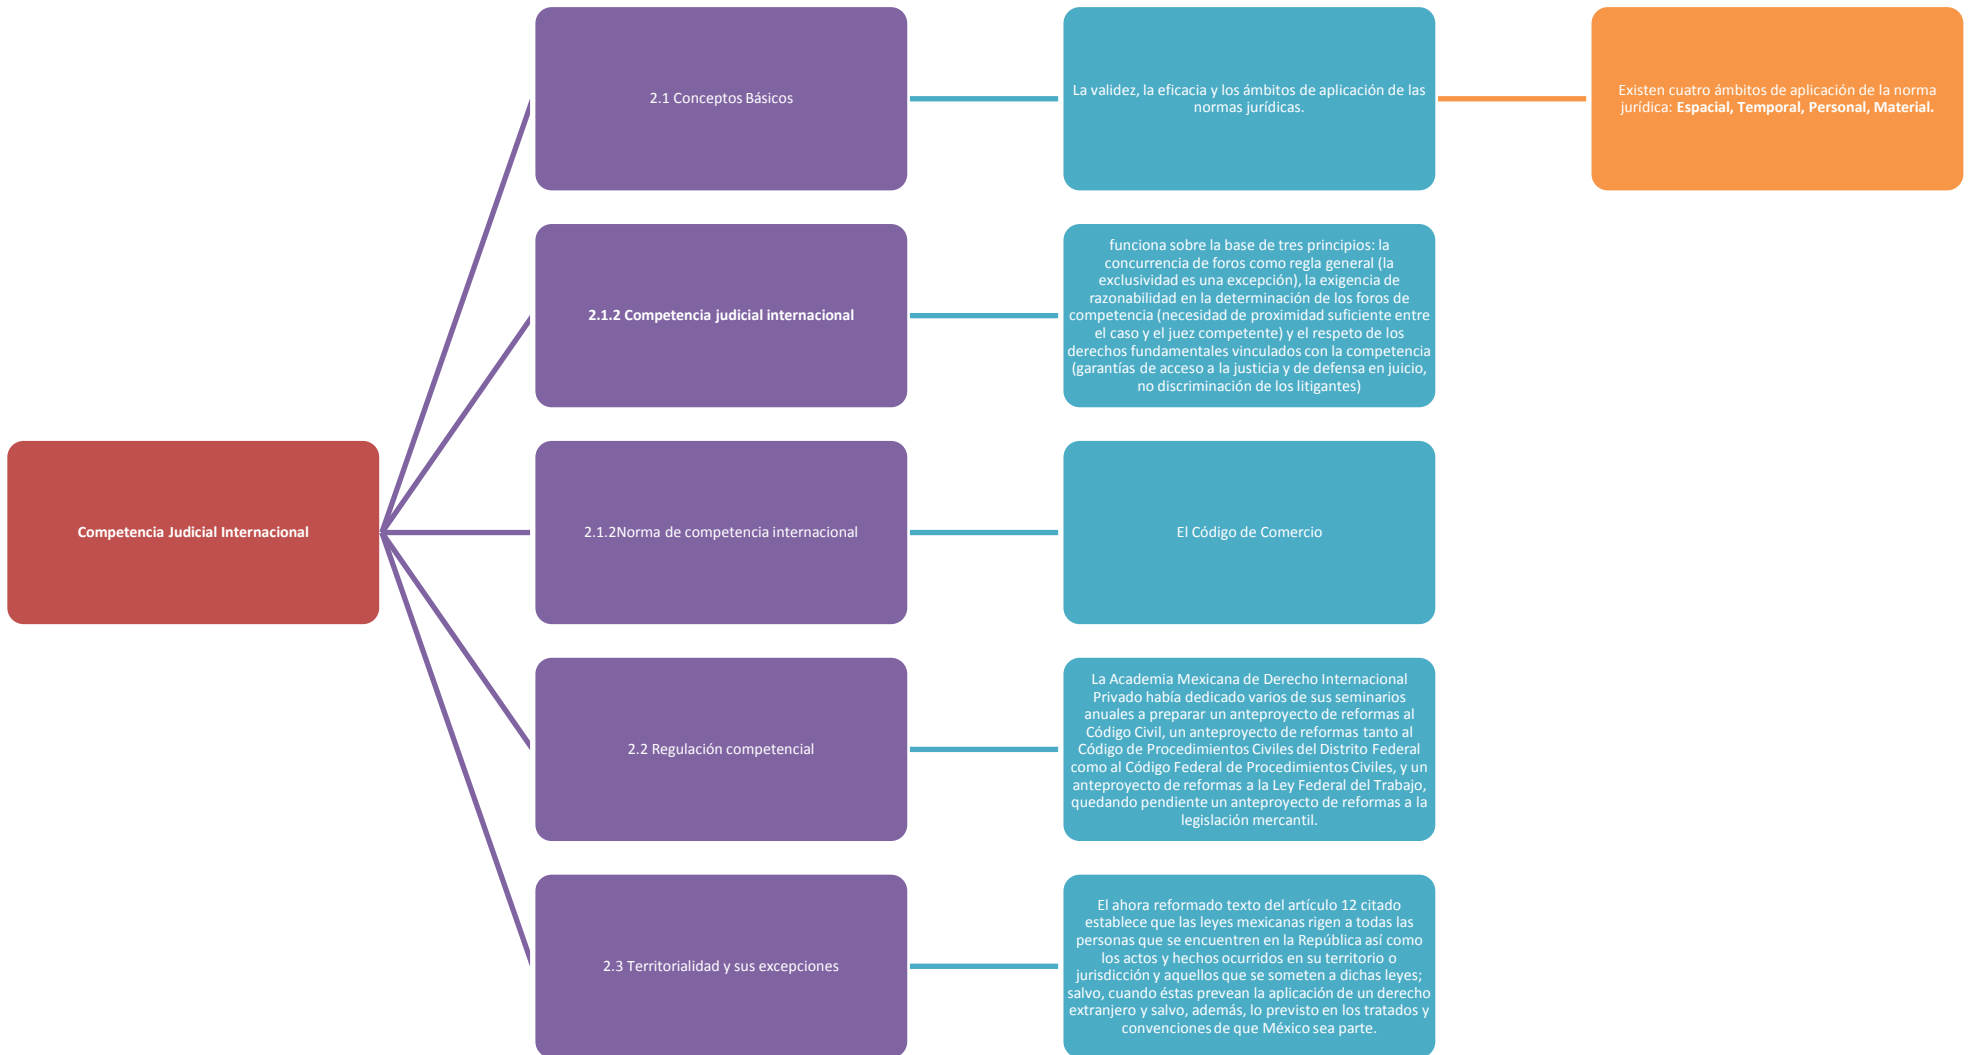 Competencia Judicial Internacional
2.1 Conceptos Básicos
La validez, la eficacia y los ámbitos de aplicación de las
normas jurídicas.
Existen cuatro ámbitos de aplicación de la norma
jurídica: Espacial, Temporal, Personal, Material.
2.1.2 Competencia judicial internacional
funciona sobre la base de tres principios: la
concurrencia de foros como regla general (la
exclusividad es una excepción), la exigencia de
razonabilidad en la determinación de los foros de
competencia (necesidad de proximidad suficiente entre
el caso y el juez competente) y el respeto de los
derechos fundamentales vinculados con la competencia
(garantías de acceso a la justicia y de defensa en juicio,
no discriminación de los litigantes)
2.1.2Norma de competencia internacional
El Código de Comercio
2.2 Regulación competencial
La Academia Mexicana de Derecho Internacional
Privado había dedicado varios de sus seminarios
anuales a preparar un anteproyecto de reformas al
Código Civil, un anteproyecto de reformas tanto al
Código de Procedimientos Civiles del Distrito Federal
como al Código Federal de Procedimientos Civiles, y un
anteproyecto de reformas a la Ley Federal del Trabajo,
quedando pendiente un anteproyecto de reformas a la
legislación mercantil.
2.3 Territorialidad y sus excepciones
El ahora reformado texto del artículo 12 citado
establece que las leyes mexicanas rigen a todas las
personas que se encuentren en la República así como
los actos y hechos ocurridos en su territorio o
jurisdicción y aquellos que se someten a dichas leyes;
salvo, cuando éstas prevean la aplicación de un derecho
extranjero y salvo, además, lo previsto en los tratados y
convenciones de que México sea parte.